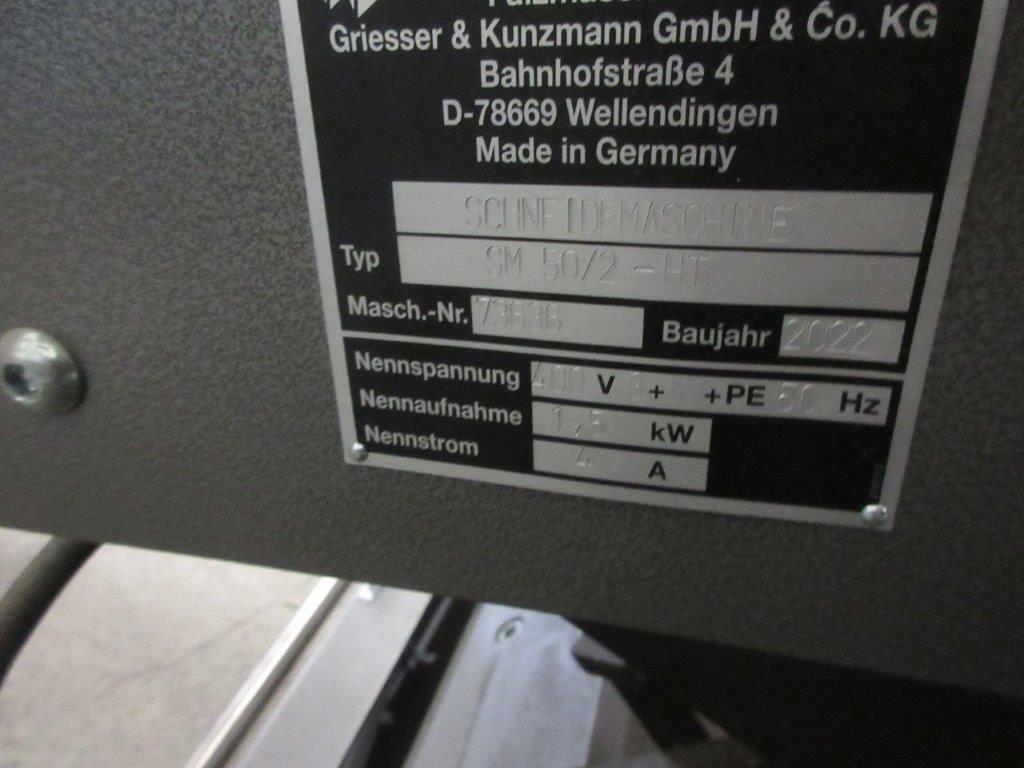 Griesser & Kunzmann GmbH & Co. KG
Bahnhofstraße 4
D-78669 Wellendingen
Made in Germany
SCHNEIDEMASCHINE
Typ SM 50/2 - HT
Masch.-Nr. 73636 Baujahr 2022
Nennspannung 400 V 3 + N +PE 50 Hz
Nennaufnahme 1,5 kW
Nennstrom 4 A